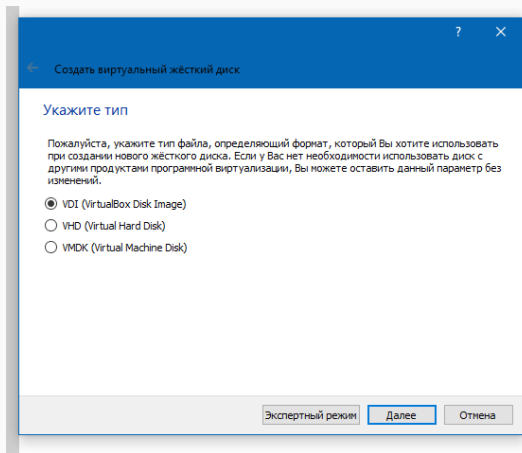 ?
Создать виртуальный жёсткий диск
Укажите тип
Пожалуйста, укажите тип файла, определяющий формат, который Вы хотите использовать
при создании нового жёсткого диска. Если у Вас нет необходимости использовать диск с
другими продуктами программной виртуализации, Вы можете оставить данный параметр без
изменений.
VDI (VirtualBox Disk Image)
VHD (Virtual Hard Disk)
VMDK (Virtual Machine Disk)
Экспертный режим Далее Отмена